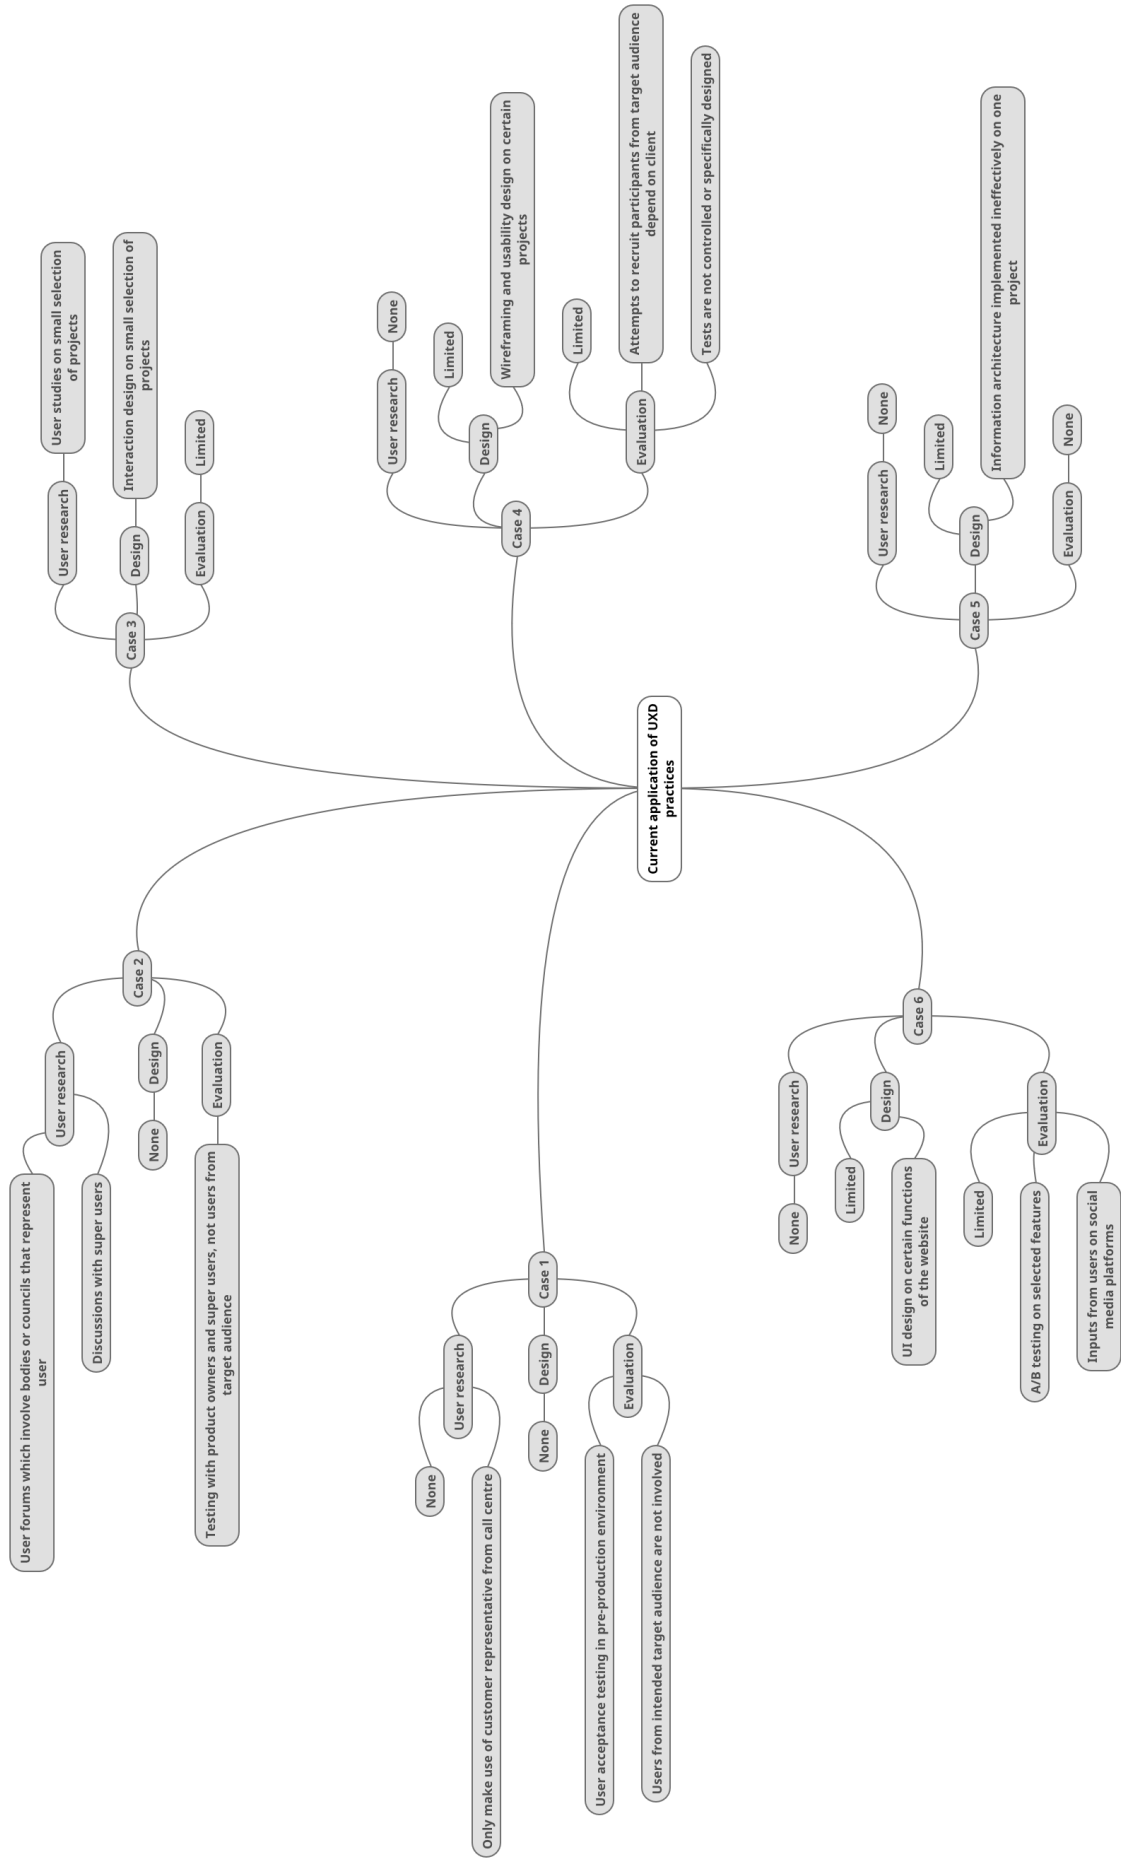 Current application of UXD
practices
Case 1
User research
None
Only make use of customer representative from call centre
Design
None
Evaluation
User acceptance testing in pre-production environment
Users from intended target audience are not involved
Case 2
User research
User forums which involve bodies or councils that represent
user
Discussions with super users
Design
None
Evaluation
Testing with product owners and super users, not users from
target audience
Case 3
User research
User studies on small selection
of projects
Design
Interaction design on small selection of
projects
Evaluation
Limited
Case 4
User research
None
Design
Limited
Wireframing and usability design on certain
projects
Evaluation
Limited
Attempts to recruit participants from target audience
depend on client
Tests are not controlled or specifically designed
Case 5
User research
None
Design
Limited
Information architecture implemented ineffectively on one
project
Evaluation
None
Case 6
User research
None
Design
Limited
UI design on certain functions
of the website
Evaluation
Limited
A/B testing on selected features
Inputs from users on social
media platforms